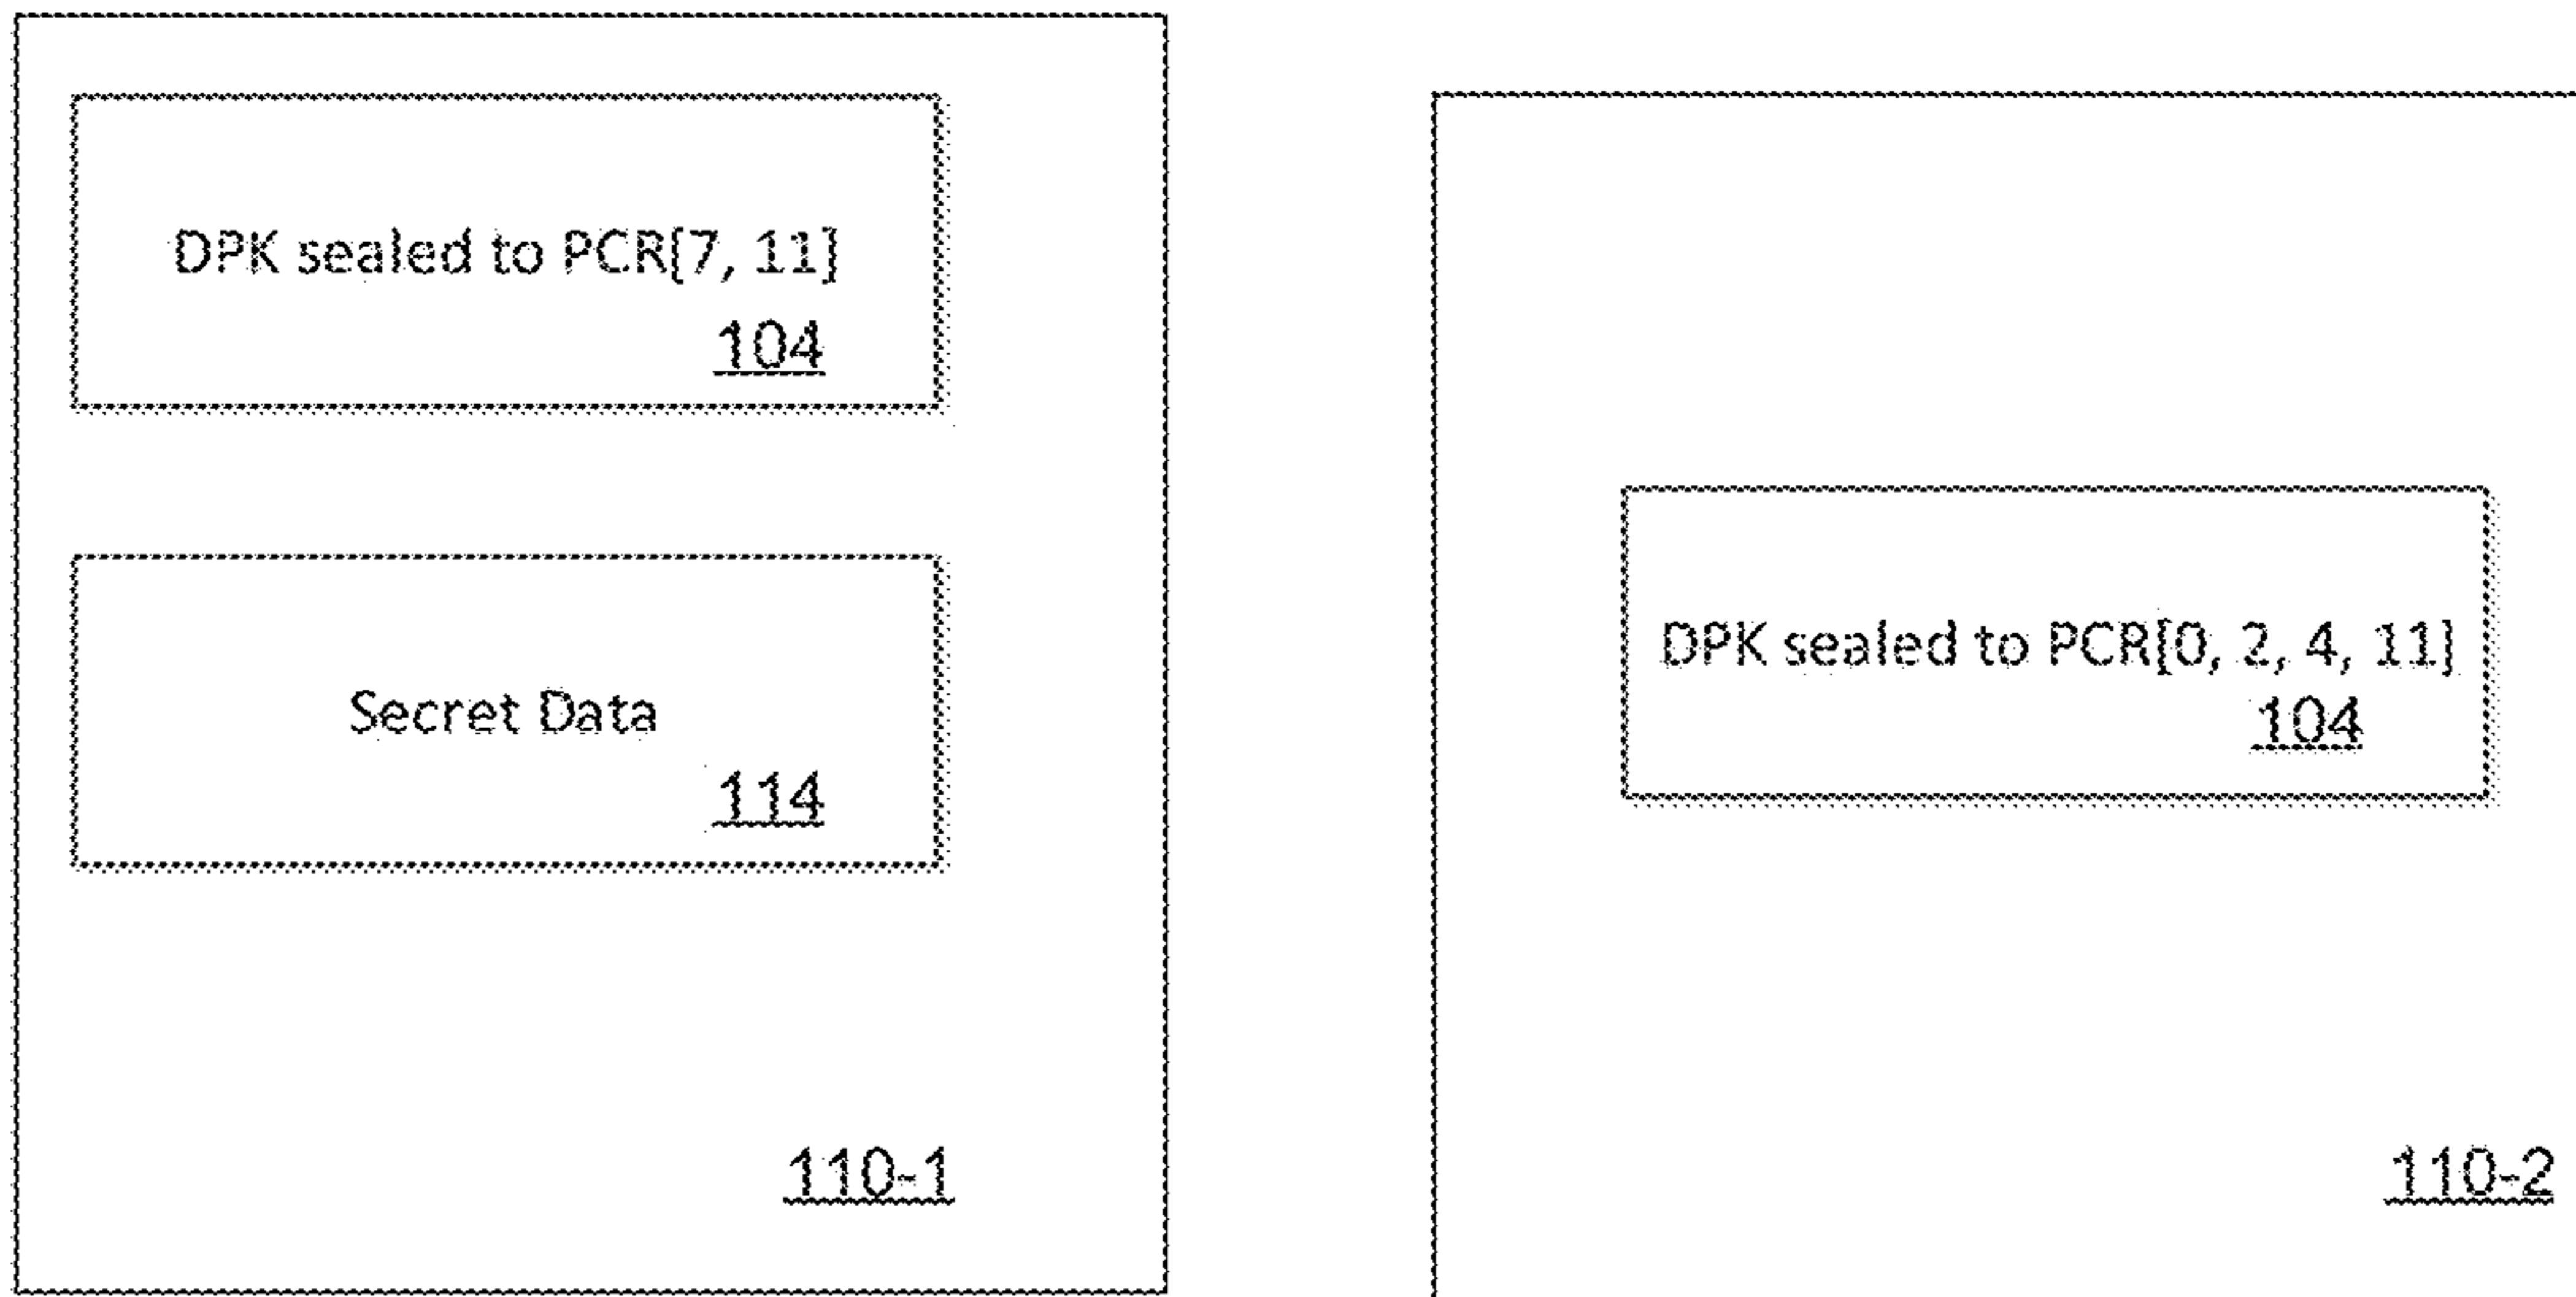 DPK sealed to PCR[7, 11]
104
Secret Data
114
110-1
DPK sealed to PCR[0, 2, 4, 11]
104
110-2